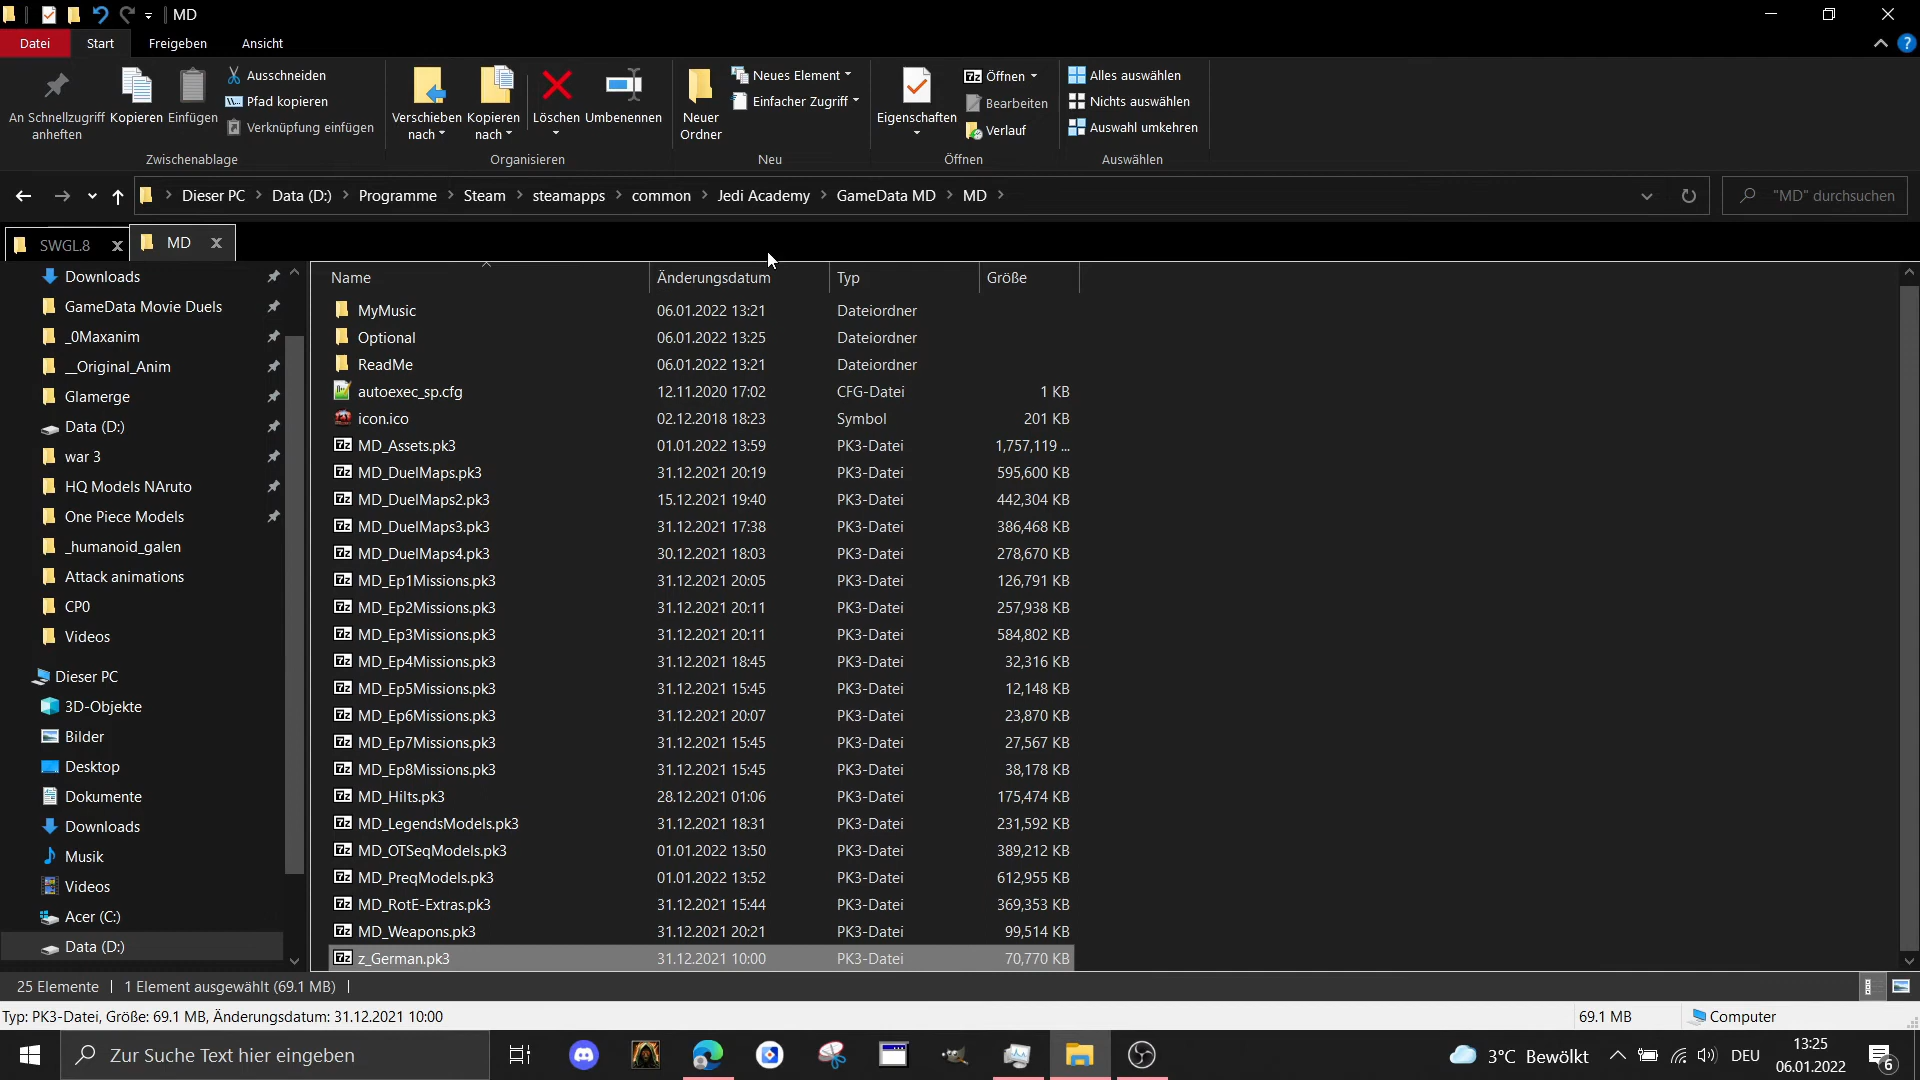 MD
Datei Start Freigeben Ansicht
An Schnellzugriff anheften
Kopieren
Einfügen
Ausschneiden
Pfad kopieren
Verknüpfung einfügen
Zwischenablage
Verschieben nach
Kopieren nach
Löschen
Umbenennen
Organisieren
Neuer Ordner
Neues Element
Einfacher Zugriff
Neu
Eigenschaften
Öffnen
Bearbeiten
Verlauf
Öffnen
Alles auswählen
Nichts auswählen
Auswahl umkehren
Auswählen
Dieser PC Data (D:) Programme Steam steamapps common Jedi Academy GameData MD MD
"MD" durchsuchen
SWGL.8 MD
Downloads
GameData Movie Duels
_0Maxanim
__Original_Anim
Glamerge
Data (D:)
war 3
HQ Models NAruto
One Piece Models
_humanoid_galen
Attack animations
CP0
Videos
Dieser PC
3D-Objekte
Bilder
Desktop
Dokumente
Downloads
Musik
Videos
Acer (C:)
Data (D:)
Name Änderungsdatum Typ Größe
MyMusic 06.01.2022 13:21 Dateiordner
Optional 06.01.2022 13:25 Dateiordner
ReadMe 06.01.2022 13:21 Dateiordner
autoexec_sp.cfg 12.11.2020 17:02 CFG-Datei 1 KB
icon.ico 02.12.2018 18:23 Symbol 201 KB
MD_Assets.pk3 01.01.2022 13:59 PK3-Datei 1,757,119 ...
MD_DuelMaps.pk3 31.12.2021 20:19 PK3-Datei 595,600 KB
MD_DuelMaps2.pk3 15.12.2021 19:40 PK3-Datei 442,304 KB
MD_DuelMaps3.pk3 31.12.2021 17:38 PK3-Datei 386,468 KB
MD_DuelMaps4.pk3 30.12.2021 18:03 PK3-Datei 278,670 KB
MD_Ep1Missions.pk3 31.12.2021 20:05 PK3-Datei 126,791 KB
MD_Ep2Missions.pk3 31.12.2021 20:11 PK3-Datei 257,938 KB
MD_Ep3Missions.pk3 31.12.2021 20:11 PK3-Datei 584,802 KB
MD_Ep4Missions.pk3 31.12.2021 18:45 PK3-Datei 32,316 KB
MD_Ep5Missions.pk3 31.12.2021 15:45 PK3-Datei 12,148 KB
MD_Ep6Missions.pk3 31.12.2021 20:07 PK3-Datei 23,870 KB
MD_Ep7Missions.pk3 31.12.2021 15:45 PK3-Datei 27,567 KB
MD_Ep8Missions.pk3 31.12.2021 15:45 PK3-Datei 38,178 KB
MD_Hilts.pk3 28.12.2021 01:06 PK3-Datei 175,474 KB
MD_LegendsModels.pk3 31.12.2021 18:31 PK3-Datei 231,592 KB
MD_OTSeqModels.pk3 01.01.2022 13:50 PK3-Datei 389,212 KB
MD_PreqModels.pk3 01.01.2022 13:52 PK3-Datei 612,955 KB
MD_RotE-Extras.pk3 31.12.2021 15:44 PK3-Datei 369,353 KB
MD_Weapons.pk3 31.12.2021 20:21 PK3-Datei 99,514 KB
z_German.pk3 31.12.2021 10:00 PK3-Datei 70,770 KB
25 Elemente 1 Element ausgewählt (69.1 MB)
Typ: PK3-Datei, Größe: 69.1 MB, Änderungsdatum: 31.12.2021 10:00 69.1 MB Computer
Zur Suche Text hier eingeben
3°C Bewölkt
DEU
13:25
06.01.2022
6